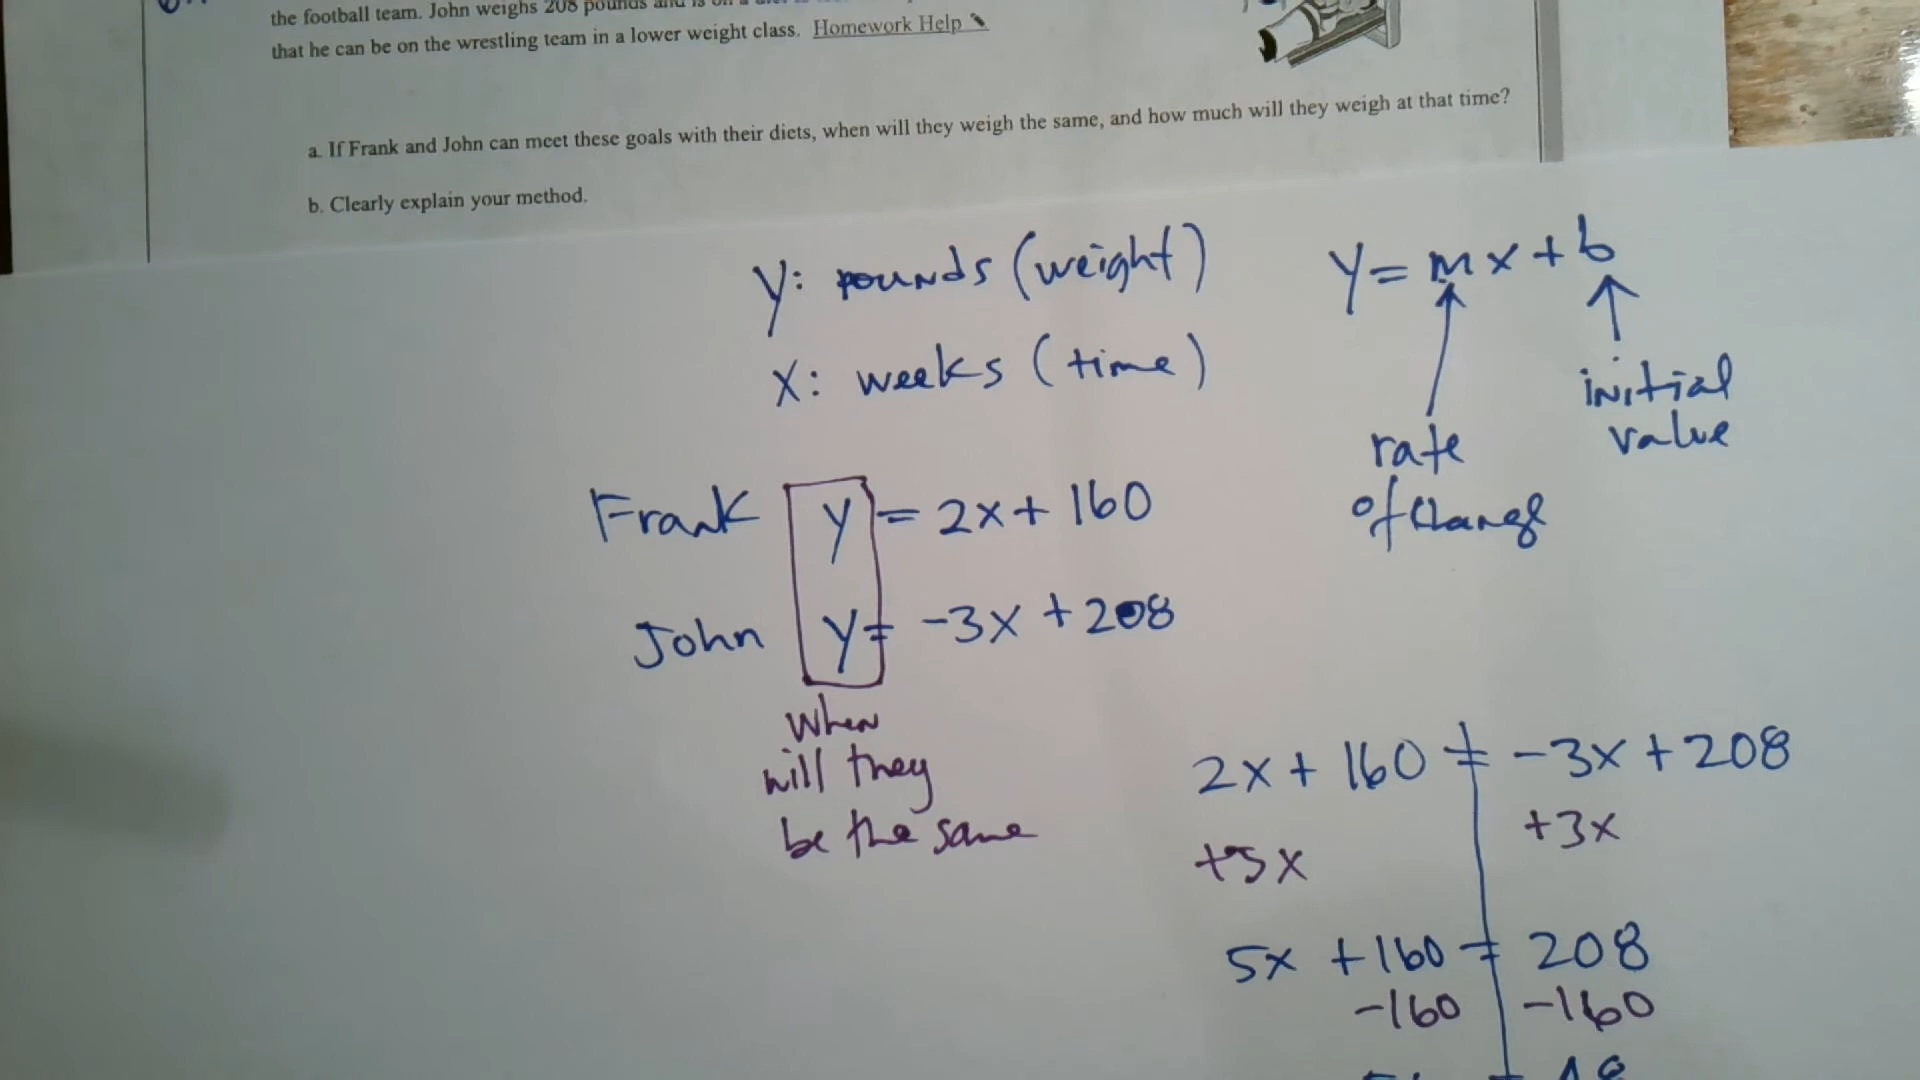 the football team. John weighs 208 pounds and is on a
that he can be on the wrestling team in a lower weight class. Homework Help
a. If Frank and John can meet these goals with their diets, when will they weigh the same, and how much will they weigh at that time?
b. Clearly explain your method.
y: pounds (weight)
x: weeks (time)
y = mx + b
rate
of change
initial
value
Frank y = 2x + 160
John y = -3x + 208
when
will they
be the same
2x + 160 = -3x + 208
+3x +3x
5x + 160 = 208
-160 -160
48